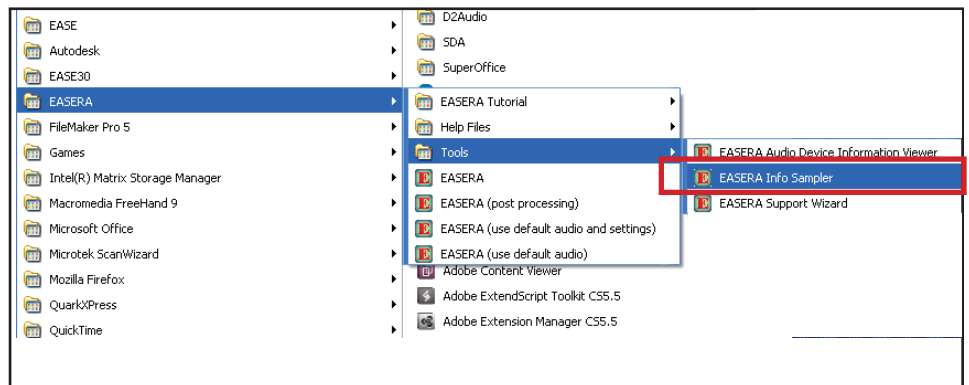 EASE
Autodesk
EASE30
EASERA
FileMaker Pro 5
Games
Intel(R) Matrix Storage Manager
Macromedia FreeHand 9
Microsoft Office
Microtek ScanWizard
Mozilla Firefox
QuarkXPress
QuickTime
D2Audio
SDA
SuperOffice
EASERA Tutorial
Help Files
Tools
EASERA
EASERA (post processing)
EASERA (use default audio and settings)
EASERA (use default audio)
Adobe Content Viewer
Adobe ExtendScript Toolkit CS5.5
Adobe Extension Manager CS5.5
EASERA Audio Device Information Viewer
EASERA Info Sampler
EASERA Support Wizard